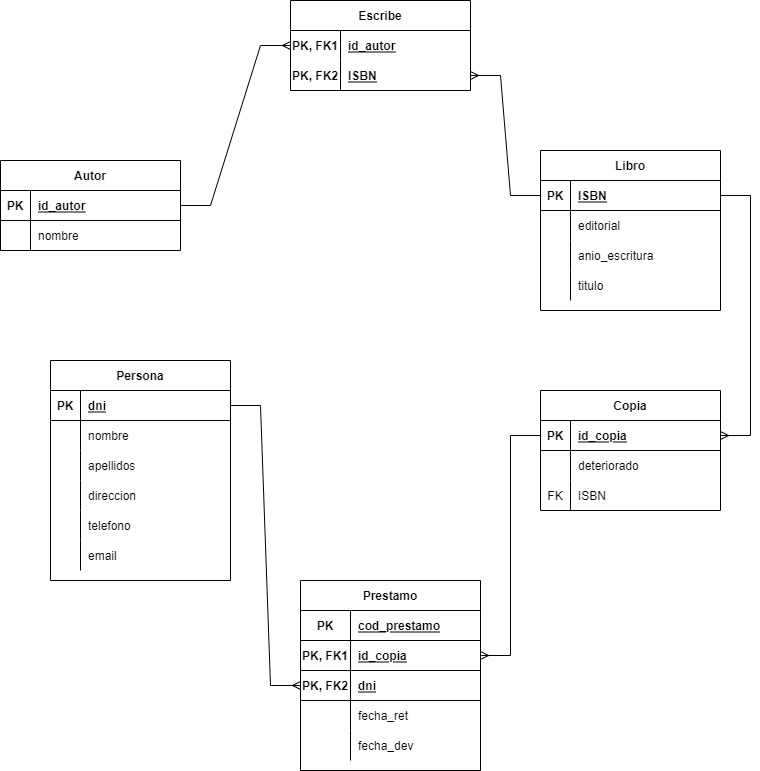 Escribe
PK, FK1 id_autor
PK, FK2 ISBN
Autor
PK id_autor
nombre
Libro
PK ISBN
editorial
anio_escritura
titulo
Persona
PK dni
nombre
apellidos
direccion
telefono
email
Copia
PK id_copia
deteriorado
FK ISBN
Prestamo
PK cod_prestamo
PK, FK1 id_copia
PK, FK2 dni
fecha_ret
fecha_dev